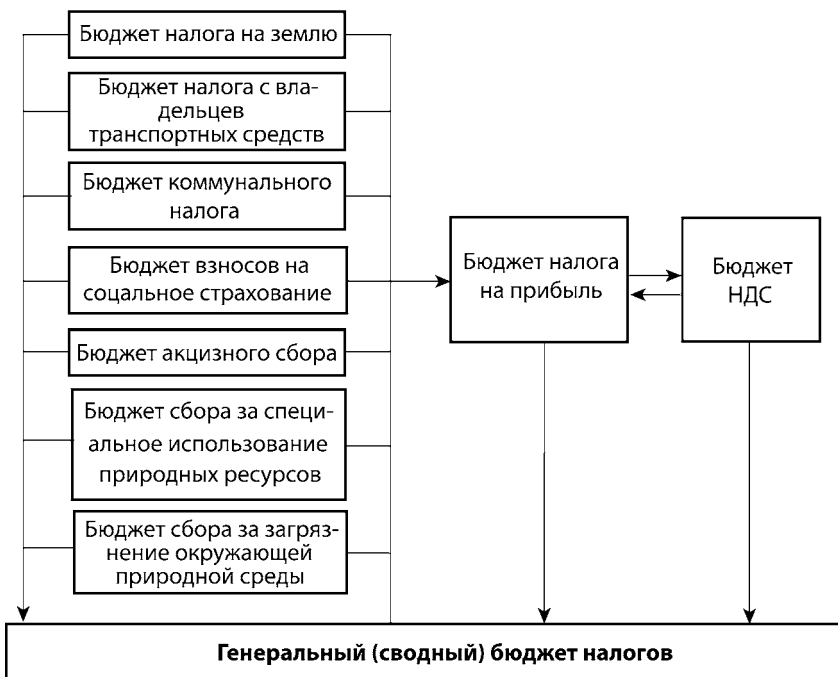 Бюджет налога на землю
Бюджет налога с вла-
дельцев
транспортных средств
Бюджет коммунального
налога
Бюджет взносов на
соцальное страхование
Бюджет акцизного сбора
Бюджет сбора за специ-
альное использование
природных ресурсов
Бюджет сбора за загряз-
нение окружающей
природной среды
Бюджет налога
на прибыль
Бюджет
НДС
Генеральный (сводный) бюджет налогов